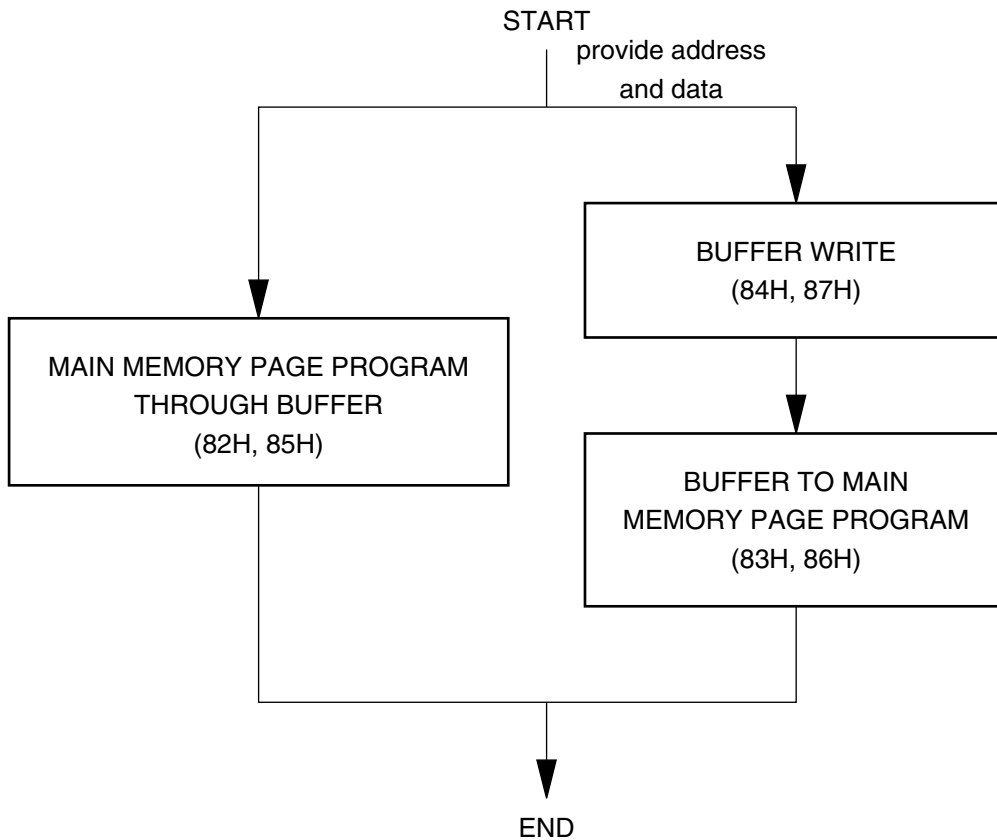 START
provide address
and data
BUFFER WRITE
(84H, 87H)
MAIN MEMORY PAGE PROGRAM
THROUGH BUFFER
(82H, 85H)
BUFFER TO MAIN
MEMORY PAGE PROGRAM
(83H, 86H)
END